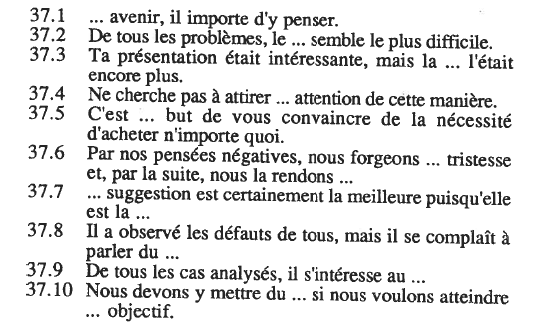 37.1 ... avenir, il importe d'y penser.
37.2 De tous les problèmes, le ... semble le plus difficile.
37.3 Ta présentation était intéressante, mais la ... l'était
encore plus.
37.4 Ne cherche pas à attirer ... attention de cette manière.
37.5 C'est ... but de vous convaincre de la nécessité
d'acheter n'importe quoi.
37.6 Par nos pensées négatives, nous forgeons ... tristesse
et, par la suite, nous la rendons ...
37.7 ... suggestion est certainement la meilleure puisqu'elle
est la ...
37.8 Il a observé les défauts de tous, mais il se complaît à
parler du ...
37.9 De tous les cas analysés, il s'intéresse au ...
37.10 Nous devons y mettre du ... si nous voulons atteindre
... objectif.